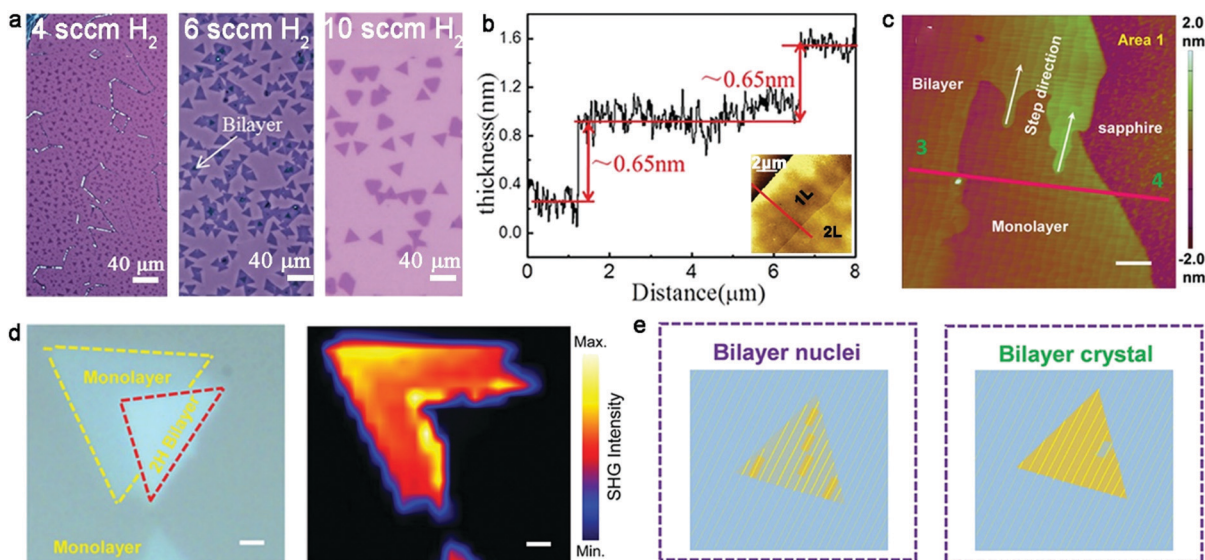 a
4 sccm H₂
6 sccm H₂
10 sccm H₂
Bilayer
40 μm
40 μm
40 μm
b
thickness(nm)
1.6
1.2
0.8
0.4
0.0
~0.65nm
~0.65nm
2μm
1L
2L
0 2 4 6 8
Distance(μm)
c
2.0
nm
Area 1
Bilayer
Step direction
sapphire
3
4
Monolayer
-2.0
nm
d
Monolayer
2H Bilayer
Monolayer
Max.
SHG Intensity
Min.
e
Bilayer nuclei
Bilayer crystal